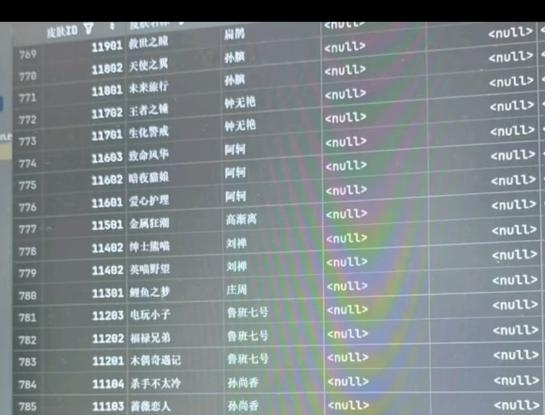 皮肤ID
769 11901 救世之瞳 扁鹊 <null> <null>
770 11802 天使之翼 孙膑 <null> <null>
771 11801 未来旅行 孙膑 <null> <null>
772 11702 王者之锤 钟无艳 <null> <null>
773 11701 生化警戒 钟无艳 <null> <null>
774 11603 致命风华 阿轲 <null> <null>
775 11602 暗夜猫娘 阿轲 <null> <null>
776 11601 爱心护理 阿轲 <null> <null>
777 11501 金属狂潮 高渐离 <null> <null>
778 11402 绅士熊喵 刘禅 <null> <null>
779 11402 英喵野望 刘禅 <null> <null>
780 11301 鲤鱼之梦 庄周 <null> <null>
781 11203 电玩小子 鲁班七号 <null> <null>
782 11202 福禄兄弟 鲁班七号 <null> <null>
783 11201 木偶奇遇记 鲁班七号 <null> <null>
784 11104 杀手不太冷 孙尚香 <null> <null>
785 11103 蔷薇恋人 孙尚香 <null> <null>